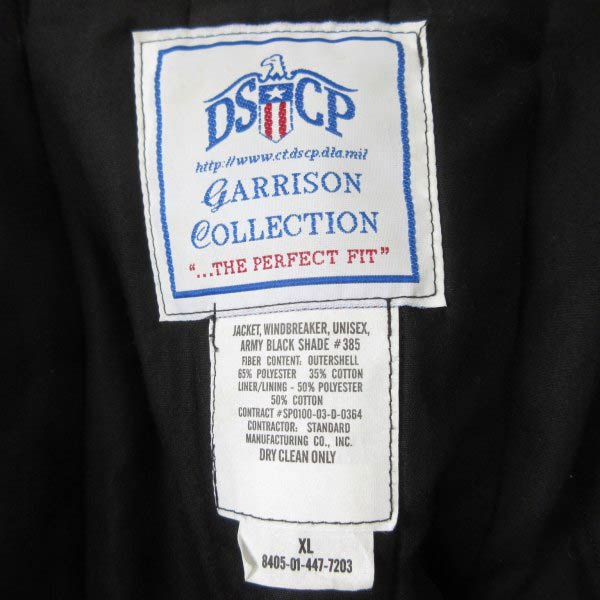 DSCP
http://www.ct.dscp.dla.mil
GARRISON
COLLECTION
"...THE PERFECT FIT"
JACKET, WINDBREAKER, UNISEX,
ARMY BLACK SHADE #385
FIBER CONTENT: OUTERSHELL
65% POLYESTER 35% COTTON
LINER/LINING - 50% POLYESTER
50% COTTON
CONTRACT #SP0100-03-D-0364
CONTRACTOR: STANDARD
MANUFACTURING CO., INC.
DRY CLEAN ONLY
XL
8405-01-447-7203